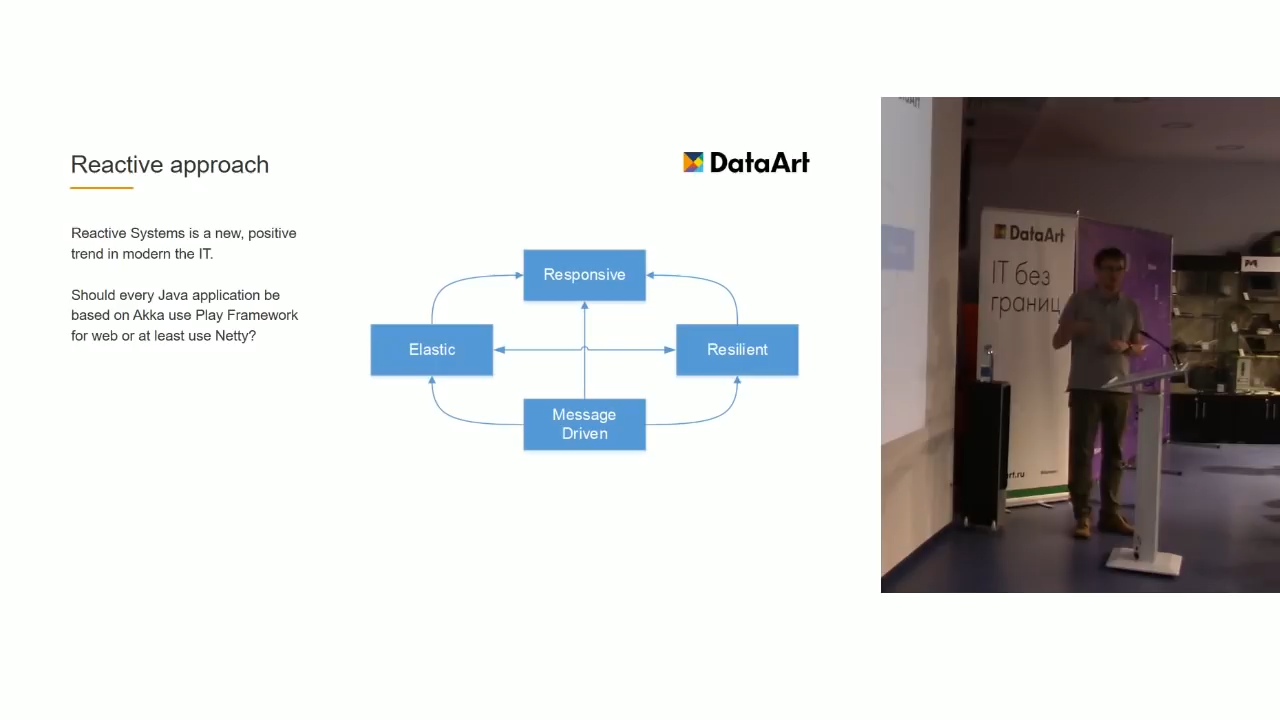 Reactive approach
DataArt
Reactive Systems is a new, positive
trend in modern the IT.
Should every Java application be
based on Akka use Play Framework
for web or at least use Netty?
Responsive
Elastic
Resilient
Message
Driven
DataArt
IT без
границ